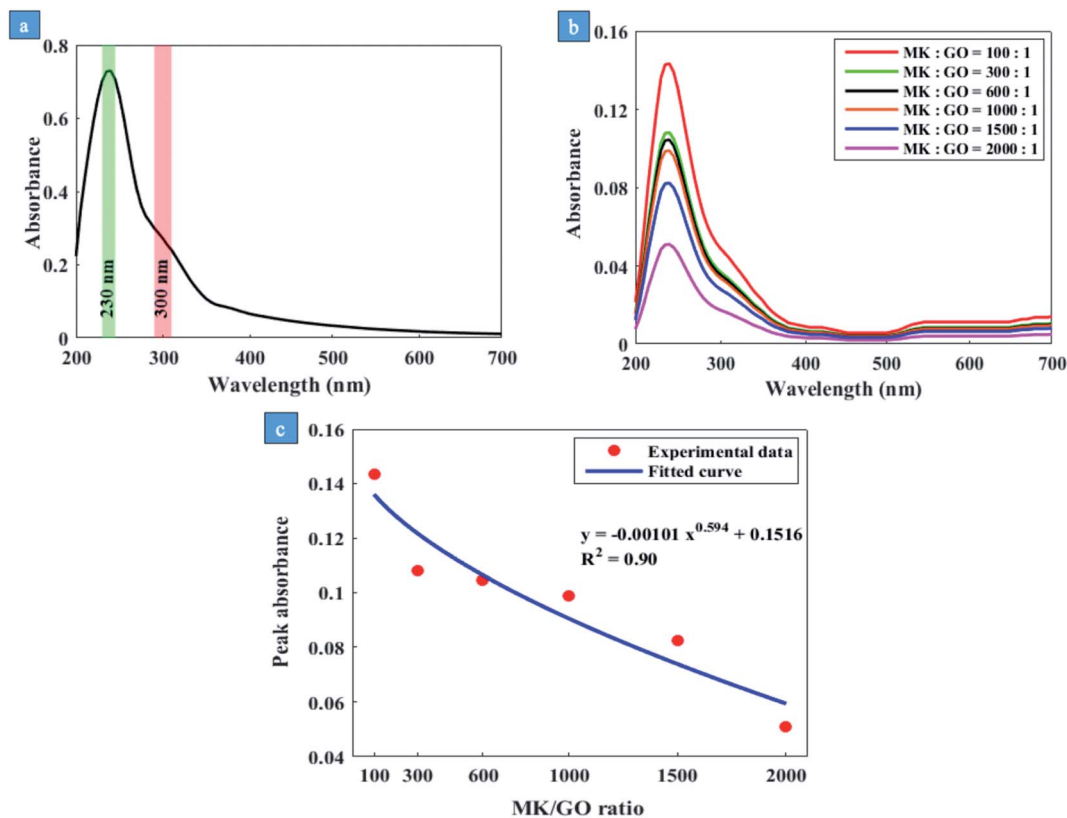 a
0.8
0.6
0.4
0.2
0
Absorbance
230 nm
300 nm
200 300 400 500 600 700
Wavelength (nm)
b
0.16
0.12
0.08
0.04
0
Absorbance
MK : GO = 100 : 1
MK : GO = 300 : 1
MK : GO = 600 : 1
MK : GO = 1000 : 1
MK : GO = 1500 : 1
MK : GO = 2000 : 1
200 300 400 500 600 700
Wavelength (nm)
c
0.16
0.14
0.12
0.1
0.08
0.06
0.04
Peak absorbance
Experimental data
Fitted curve
y = -0.00101 x^0.594 + 0.1516
R^2 = 0.90
100 300 600 1000 1500 2000
MK/GO ratio